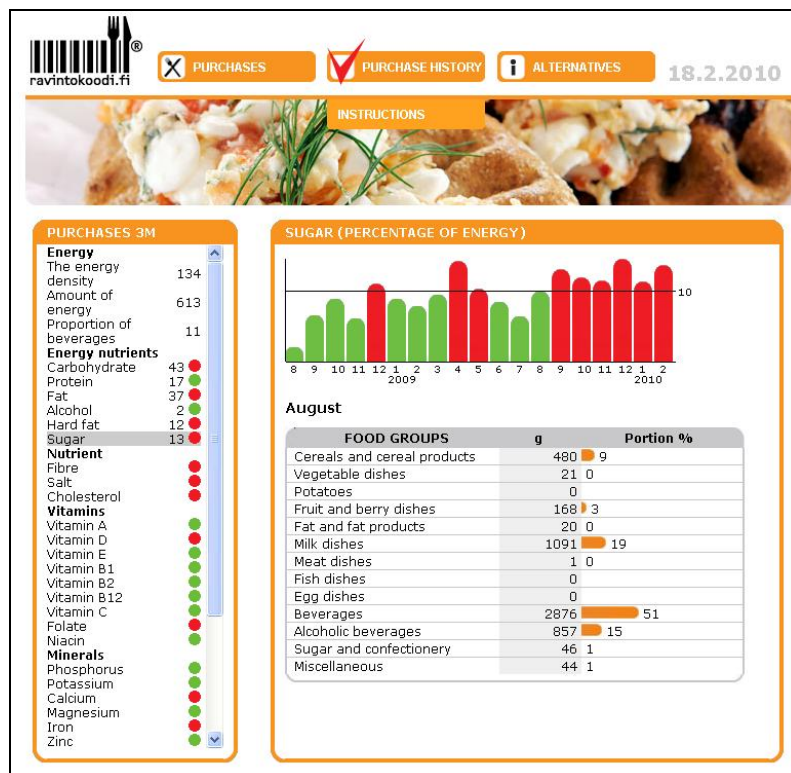 ravintokoodi.fi®
PURCHASES
PURCHASE HISTORY
i ALTERNATIVES
18.2.2010
INSTRUCTIONS
PURCHASES 3M
Energy
The energy
density 134
Amount of
energy 613
Proportion of
beverages 11
Energy nutrients
Carbohydrate 43
Protein 17
Fat 37
Alcohol 2
Hard fat 12
Sugar 13
Nutrient
Fibre
Salt
Cholesterol
Vitamins
Vitamin A
Vitamin D
Vitamin E
Vitamin B1
Vitamin B2
Vitamin B12
Vitamin C
Folate
Niacin
Minerals
Phosphorus
Potassium
Calcium
Magnesium
Iron
Zinc
SUGAR (PERCENTAGE OF ENERGY)
10
8 9 10 11 12 1 2 3 4 5 6 7 8 9 10 11 12 1 2
2009 2010
August
FOOD GROUPS g Portion %
Cereals and cereal products 480 9
Vegetable dishes 21 0
Potatoes 0
Fruit and berry dishes 168 3
Fat and fat products 20 0
Milk dishes 1091 19
Meat dishes 1 0
Fish dishes 0
Egg dishes 0
Beverages 2876 51
Alcoholic beverages 857 15
Sugar and confectionery 46 1
Miscellaneous 44 1